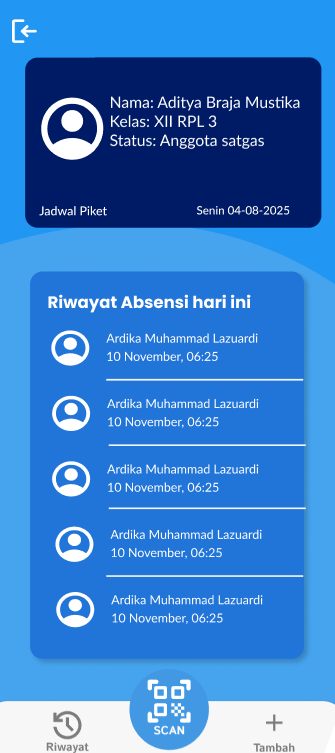 Nama: Aditya Braja Mustika
Kelas: XII RPL 3
Status: Anggota satgas
Jadwal Piket
Senin 04-08-2025
Riwayat Absensi hari ini
Ardika Muhammad Lazuardi
10 November, 06:25
Ardika Muhammad Lazuardi
10 November, 06:25
Ardika Muhammad Lazuardi
10 November, 06:25
Ardika Muhammad Lazuardi
10 November, 06:25
Ardika Muhammad Lazuardi
10 November, 06:25
SCAN
Riwayat
Tambah